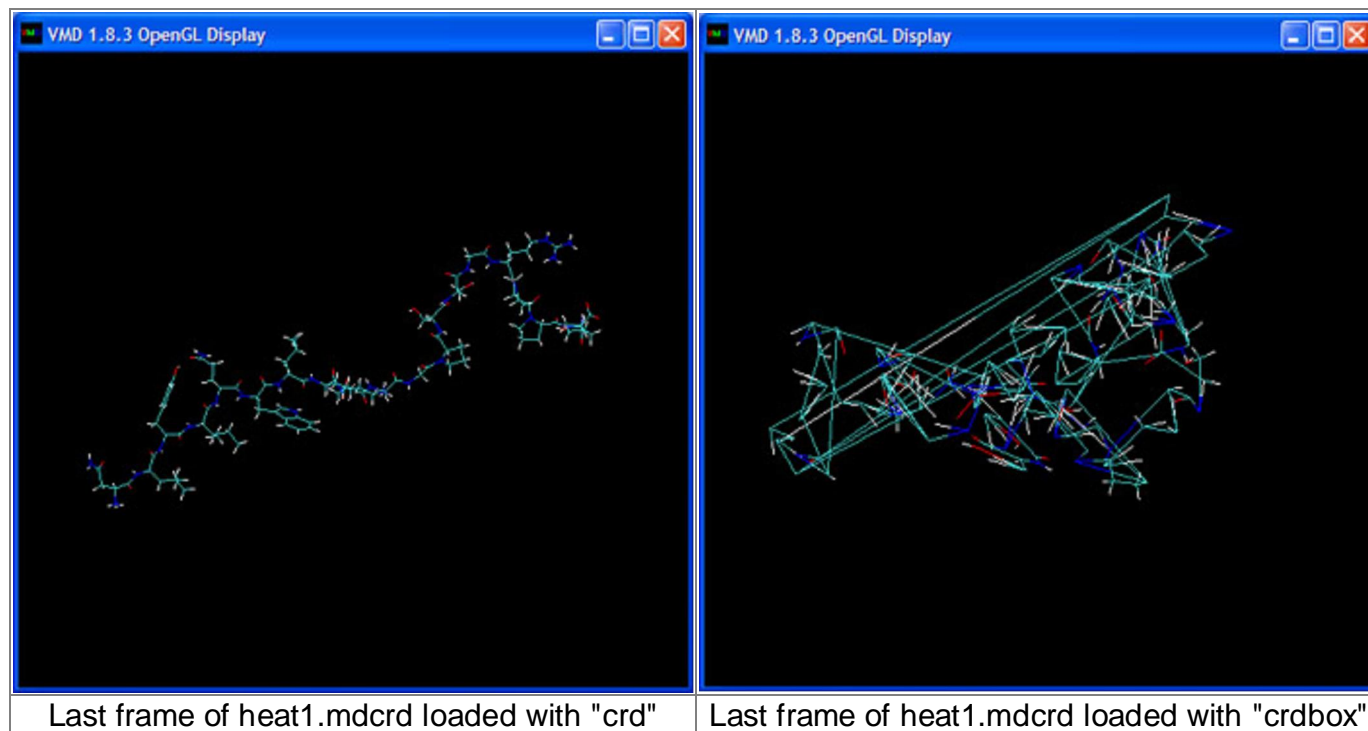 VMD 1.8.3 OpenGL Display
VMD 1.8.3 OpenGL Display
Last frame of heat1.mdcrd loaded with "crd"
Last frame of heat1.mdcrd loaded with "crdbox"